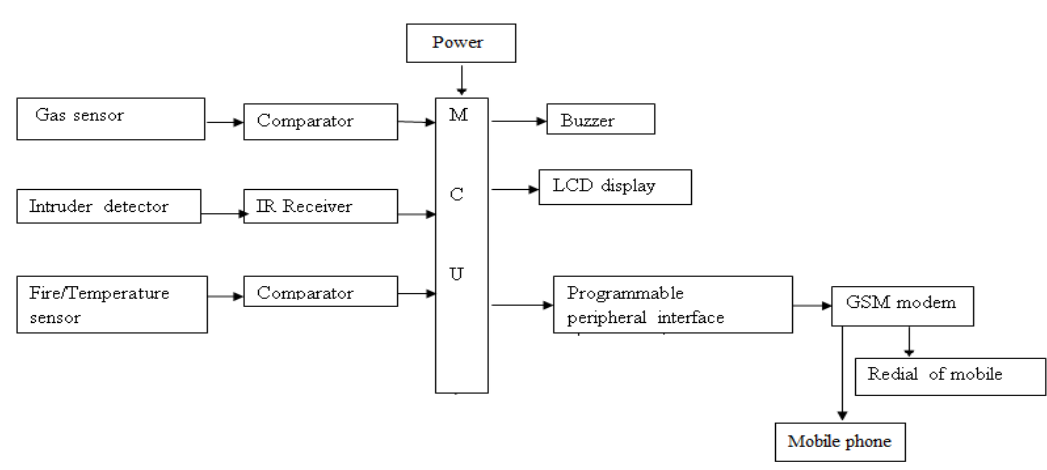 Power
Gas sensor
Comparator
M
Buzzer
LCD display
Intruder detector
IR Receiver
C
U
Fire/Temperature
sensor
Comparator
Programmable
peripheral interface
GSM modem
Redial of mobile
Mobile phone